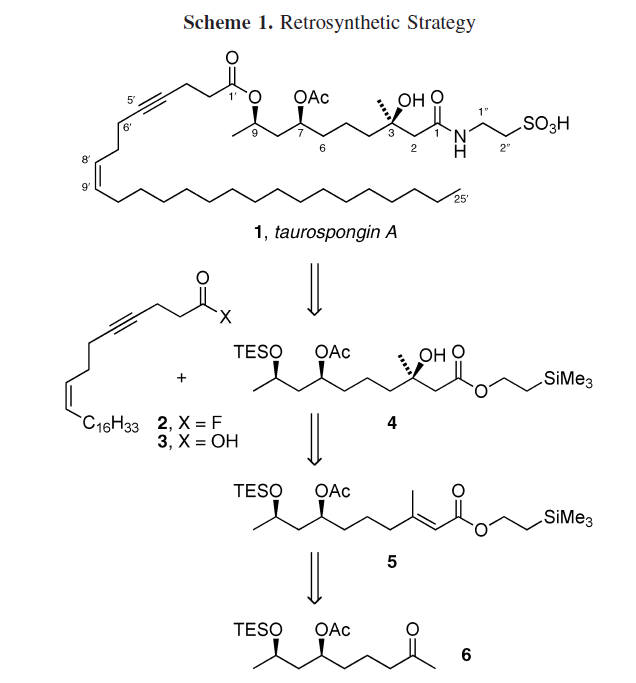 Scheme 1. Retrosynthetic Strategy
O
5' 1' O OAc OH O 1"
6' SO₃H
9 7 6 3 2 1 N H 2"
8'
9'
25'
1, taurospongin A
O
X
TESO OAc OH O
+ O SiMe₃
C₁₆H₃₃ 2, X = F 4
3, X = OH
TESO OAc O
O SiMe₃
5
TESO OAc O
6